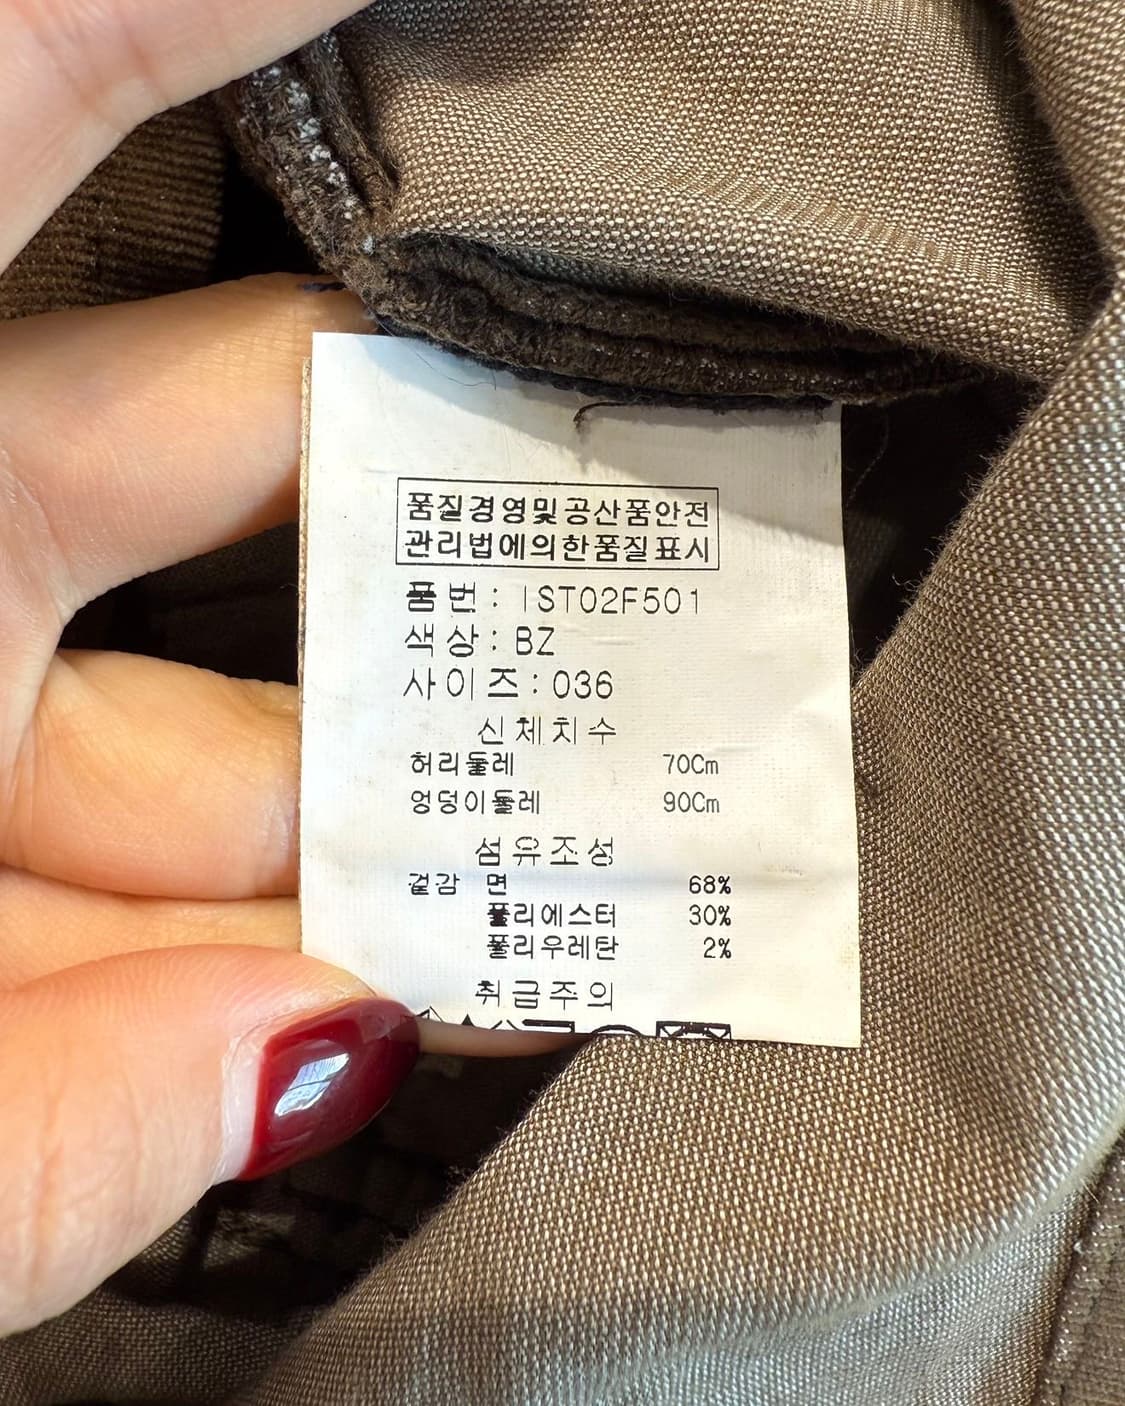 품질경영및공산품안전
관리법에의한품질표시
품번: IST02F501
색상: BZ
사이즈: 036
신체치수
허리둘레 70Cm
엉덩이둘레 90Cm
섬유조성
겉감 면 68%
폴리에스터 30%
폴리우레탄 2%
취급주의